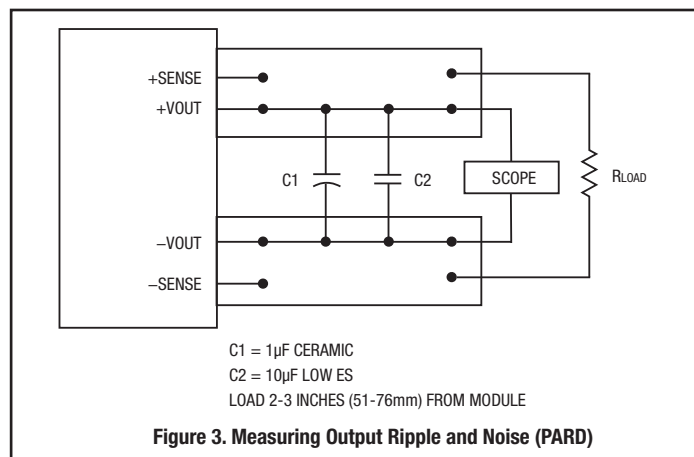 +SENSE
+VOUT
C1
C2
SCOPE
RLOAD
−VOUT
−SENSE
C1 = 1μF CERAMIC
C2 = 10μF LOW ES
LOAD 2-3 INCHES (51-76mm) FROM MODULE
Figure 3. Measuring Output Ripple and Noise (PARD)